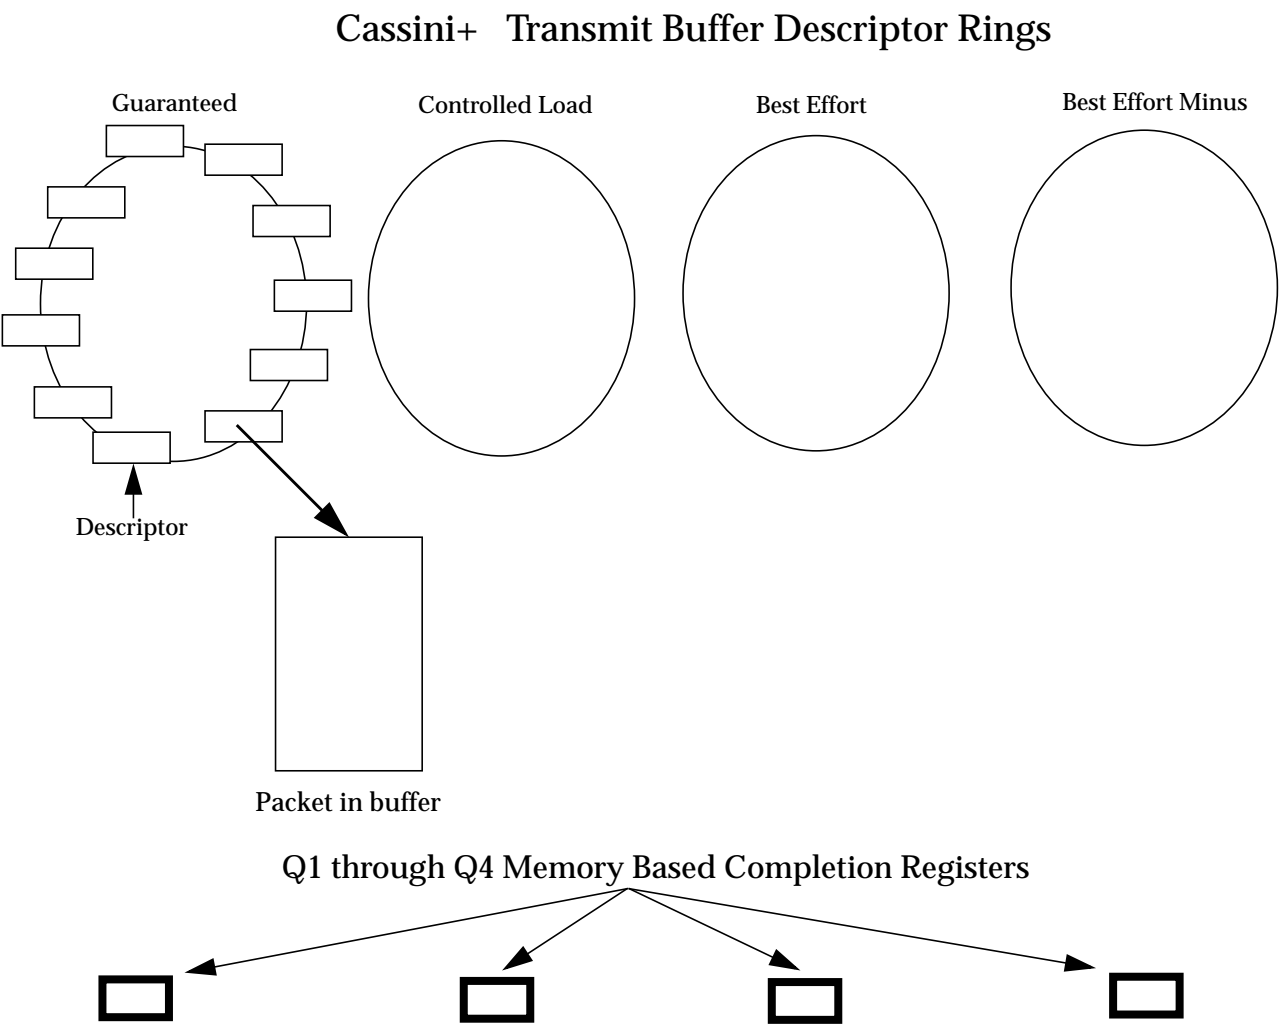 Cassini+ Transmit Buffer Descriptor Rings
Guaranteed
Controlled Load
Best Effort
Best Effort Minus
Descriptor
Packet in buffer
Q1 through Q4 Memory Based Completion Registers